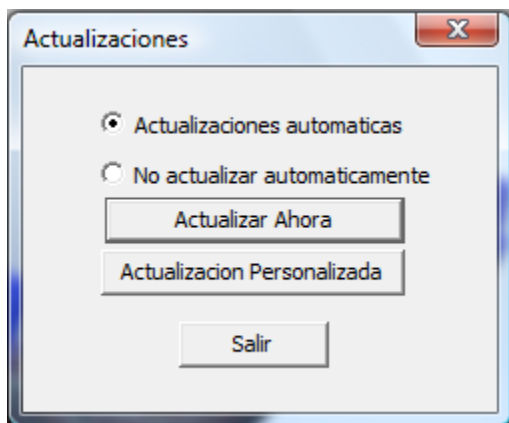 Actualizaciones
Actualizaciones automaticas
No actualizar automaticamente
Actualizar Ahora
Actualizacion Personalizada
Salir